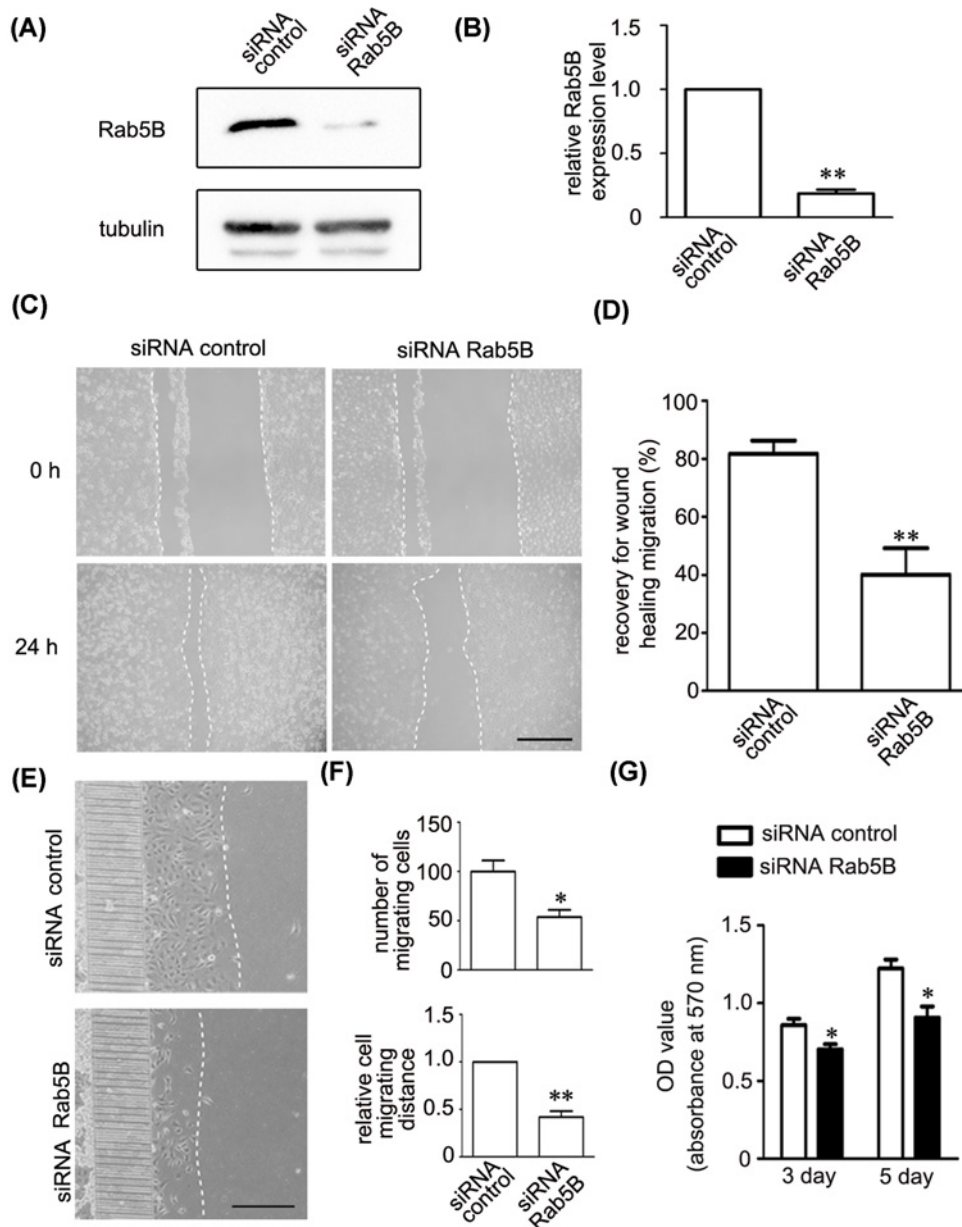 (A)
siRNA
control
siRNA
Rab5B
Rab5B
tubulin
(B)
relative Rab5B
expression level
1.5
1.0
0.5
0
**
siRNA
control
siRNA
Rab5B
(C)
siRNA control
siRNA Rab5B
0 h
24 h
(D)
recovery for wound
healing migration (%)
100
80
60
40
20
0
**
siRNA
control
siRNA
Rab5B
(E)
siRNA control
siRNA Rab5B
(F)
number of
migrating cells
150
100
50
0
*
relative cell
migrating
distance
1.5
1.0
0.5
0
**
siRNA
control
siRNA
Rab5B
(G)
siRNA control
siRNA Rab5B
OD value
(absorbance at 570 nm)
1.5
1.0
0.5
0
*
*
3 day
5 day